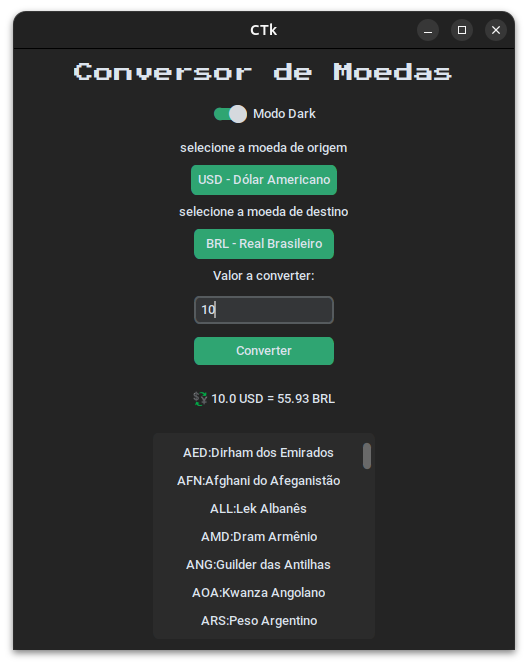 CTk
Conversor de Moedas
Modo Dark
selecione a moeda de origem
USD - Dólar Americano
selecione a moeda de destino
BRL - Real Brasileiro
Valor a converter:
10
Converter
💱 10.0 USD = 55.93 BRL
AED:Dirham dos Emirados
AFN:Afghani do Afeganistão
ALL:Lek Albanês
AMD:Dram Armênio
ANG:Guilder das Antilhas
AOA:Kwanza Angolano
ARS:Peso Argentino